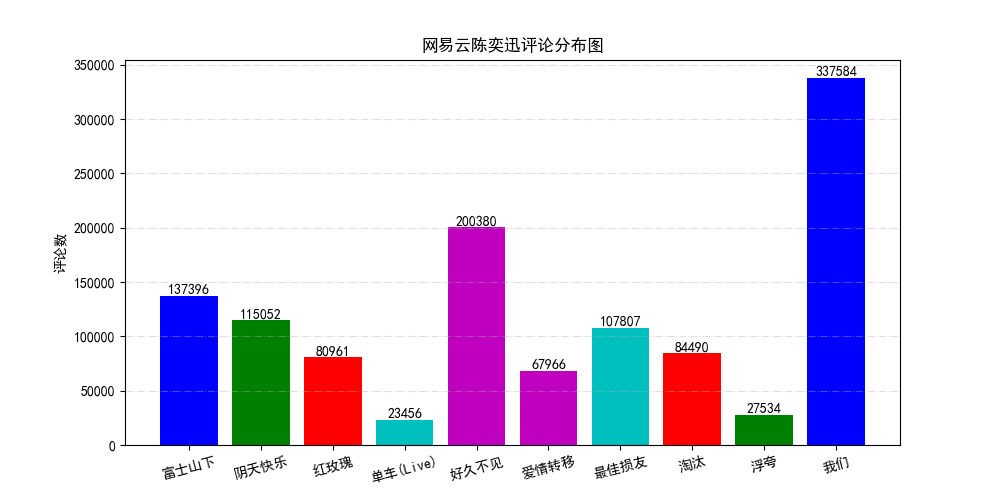 网易云陈奕迅评论分布图
评论数
350000
300000
250000
200000
150000
100000
50000
0
137396
115052
80961
23456
200380
67966
107807
84490
27534
337584
富士山下
阴天快乐
红玫瑰
单车(Live)
好久不见
爱情转移
最佳损友
淘汰
浮夸
我们